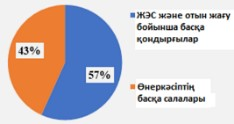 43%
57%
ЖЭС және отын жағу
бойынша басқа
қондырғылар
Өнеркәсіптің
басқа салалары